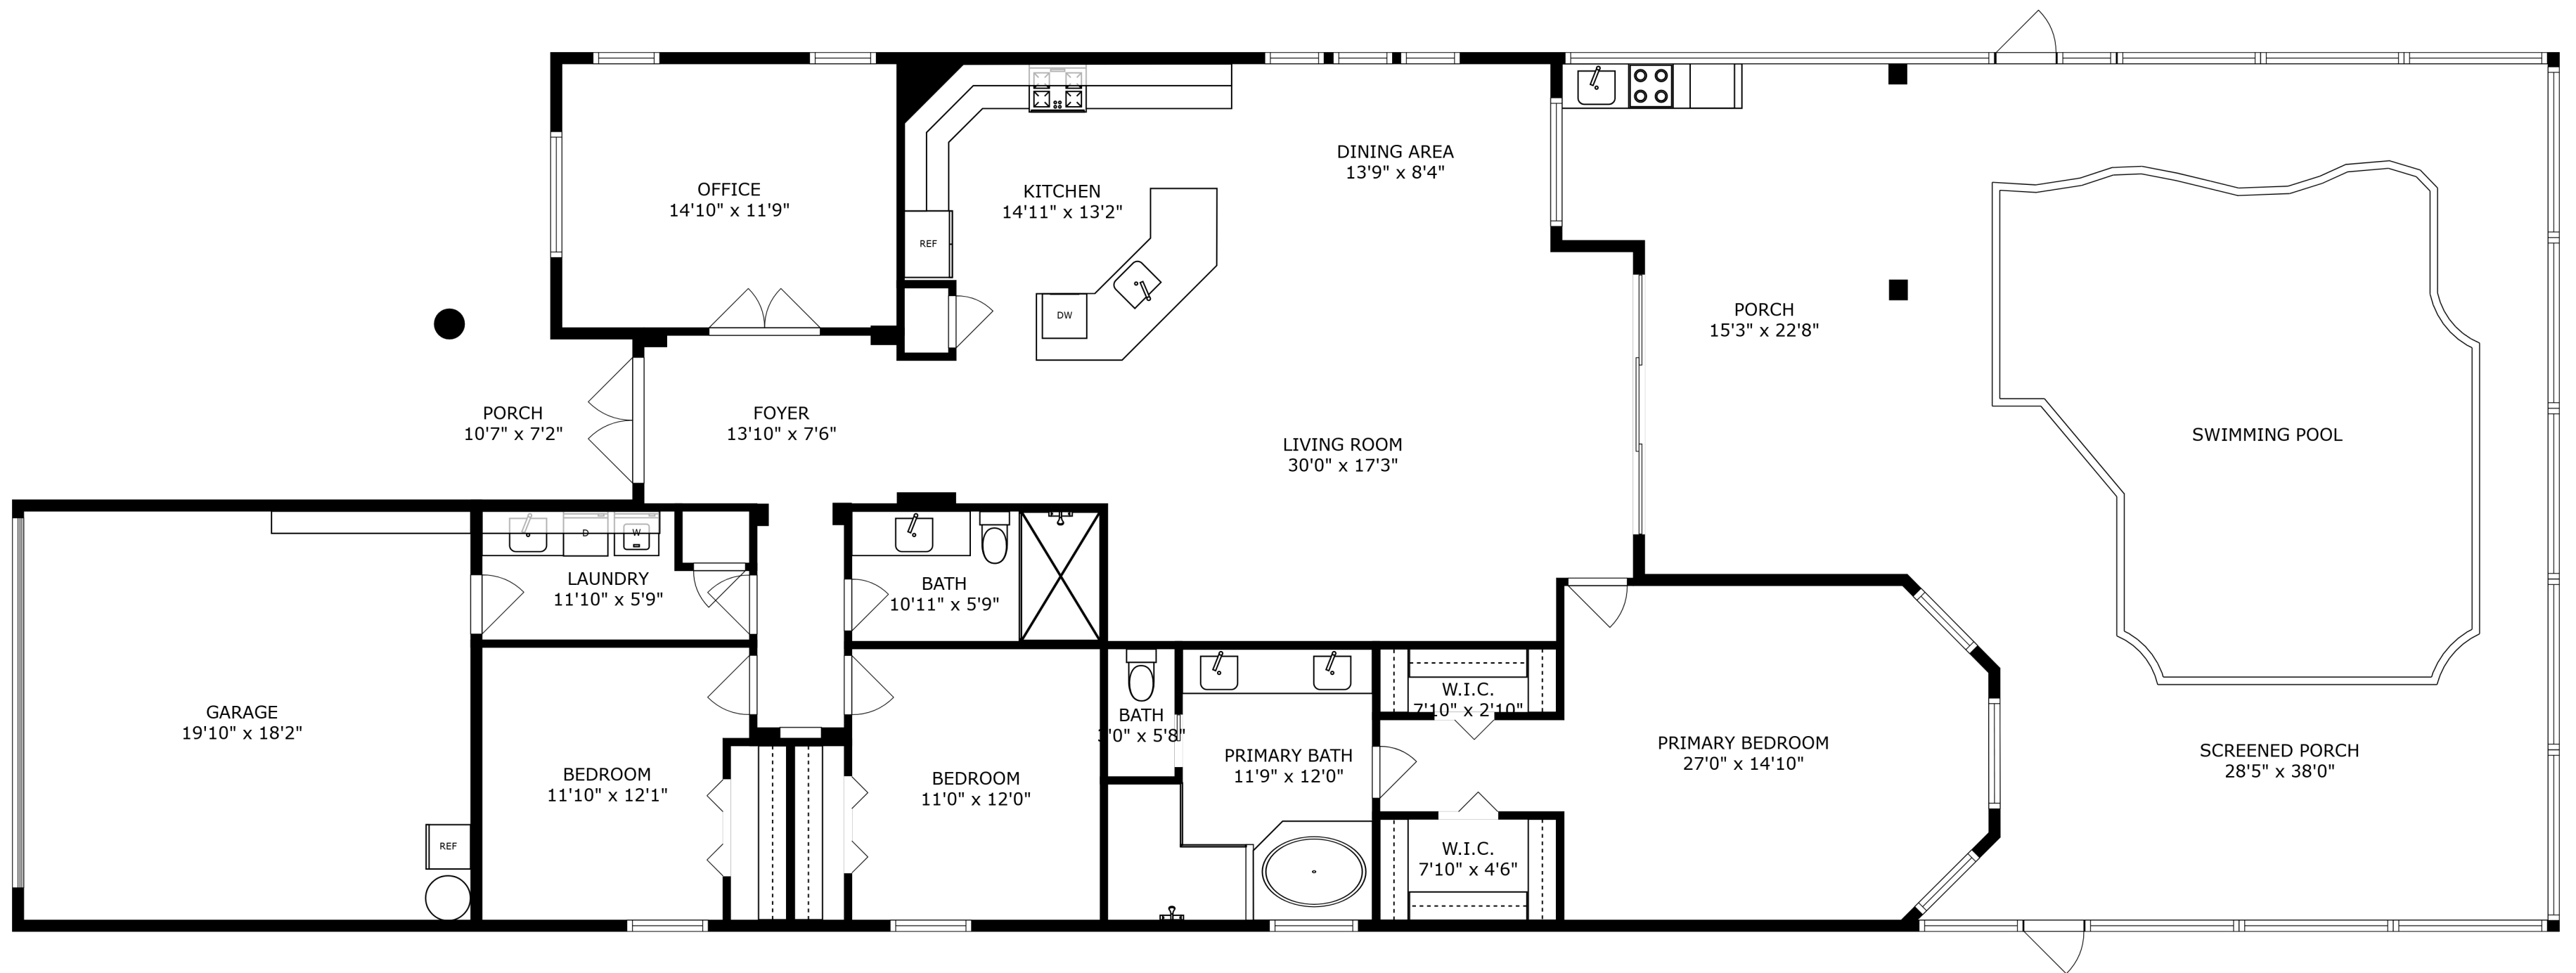 OFFICE
14'10" x 11'9"
KITCHEN
14'11" x 13'2"
REF
DW
DINING AREA
13'9" x 8'4"
PORCH
15'3" x 22'8"
SWIMMING POOL
PORCH
10'7" x 7'2"
FOYER
13'10" x 7'6"
LIVING ROOM
30'0" x 17'3"
D
W
LAUNDRY
11'10" x 5'9"
BATH
10'11" x 5'9"
GARAGE
19'10" x 18'2"
REF
BEDROOM
11'10" x 12'1"
BEDROOM
11'0" x 12'0"
BATH
3'0" x 5'8"
PRIMARY BATH
11'9" x 12'0"
W.I.C.
7'10" x 2'10"
W.I.C.
7'10" x 4'6"
PRIMARY BEDROOM
27'0" x 14'10"
SCREENED PORCH
28'5" x 38'0"